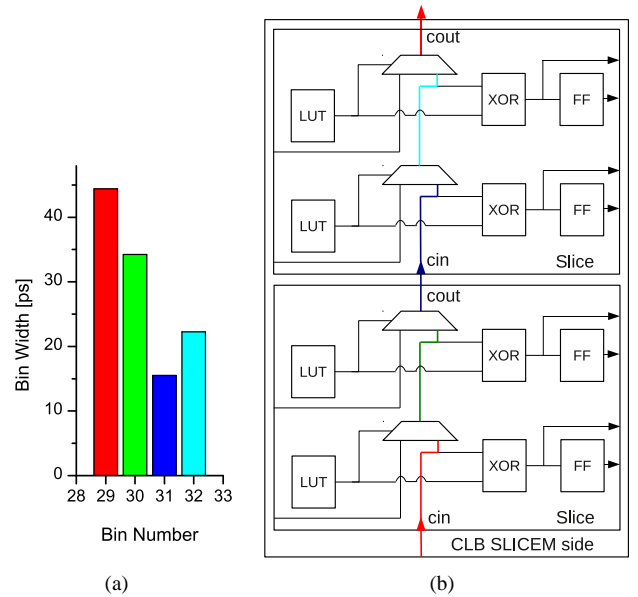 Bin Width [ps]
40
30
20
10
0
28 29 30 31 32 33
Bin Number
(a)
cout
LUT
XOR
FF
LUT
XOR
FF
cin
Slice
cout
LUT
XOR
FF
LUT
XOR
FF
cin
Slice
CLB SLICEM side
(b)